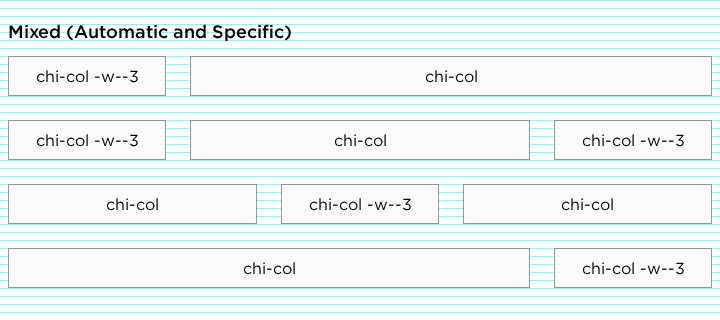 Mixed (Automatic and Specific)
chi-col -w--3 chi-col
chi-col -w--3 chi-col chi-col -w--3
chi-col chi-col -w--3 chi-col
chi-col chi-col -w--3